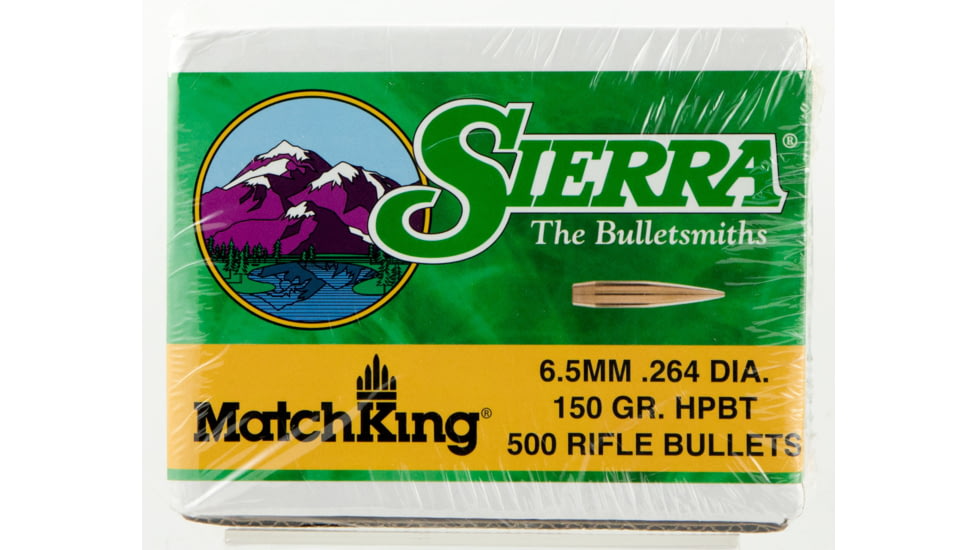 SIERRA®
The Bulletsmiths
MatchKing®
6.5MM .264 DIA.
150 GR. HPBT
500 RIFLE BULLETS